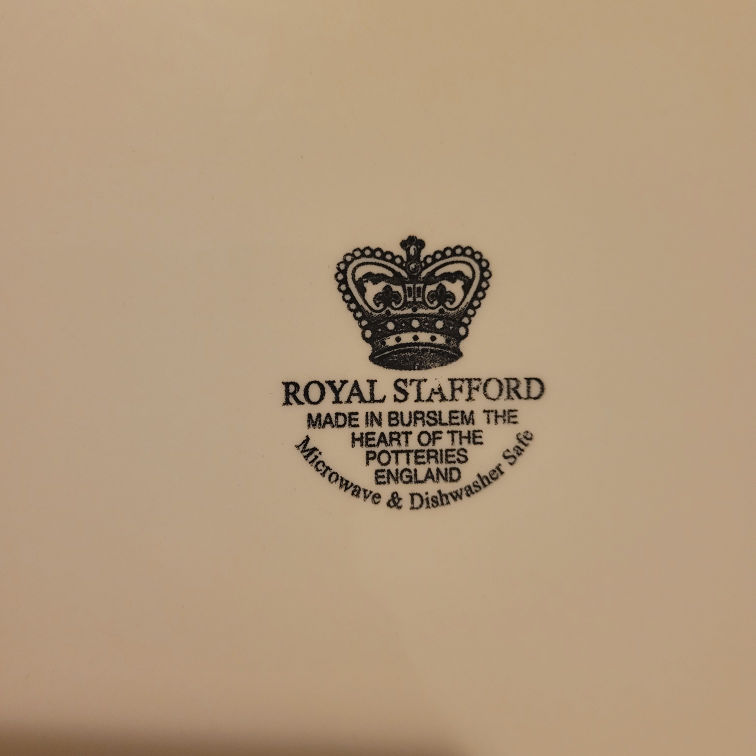 ROYAL STAFFORD
MADE IN BURSLEM THE
HEART OF THE
POTTERIES
ENGLAND
Microwave & Dishwasher Safe